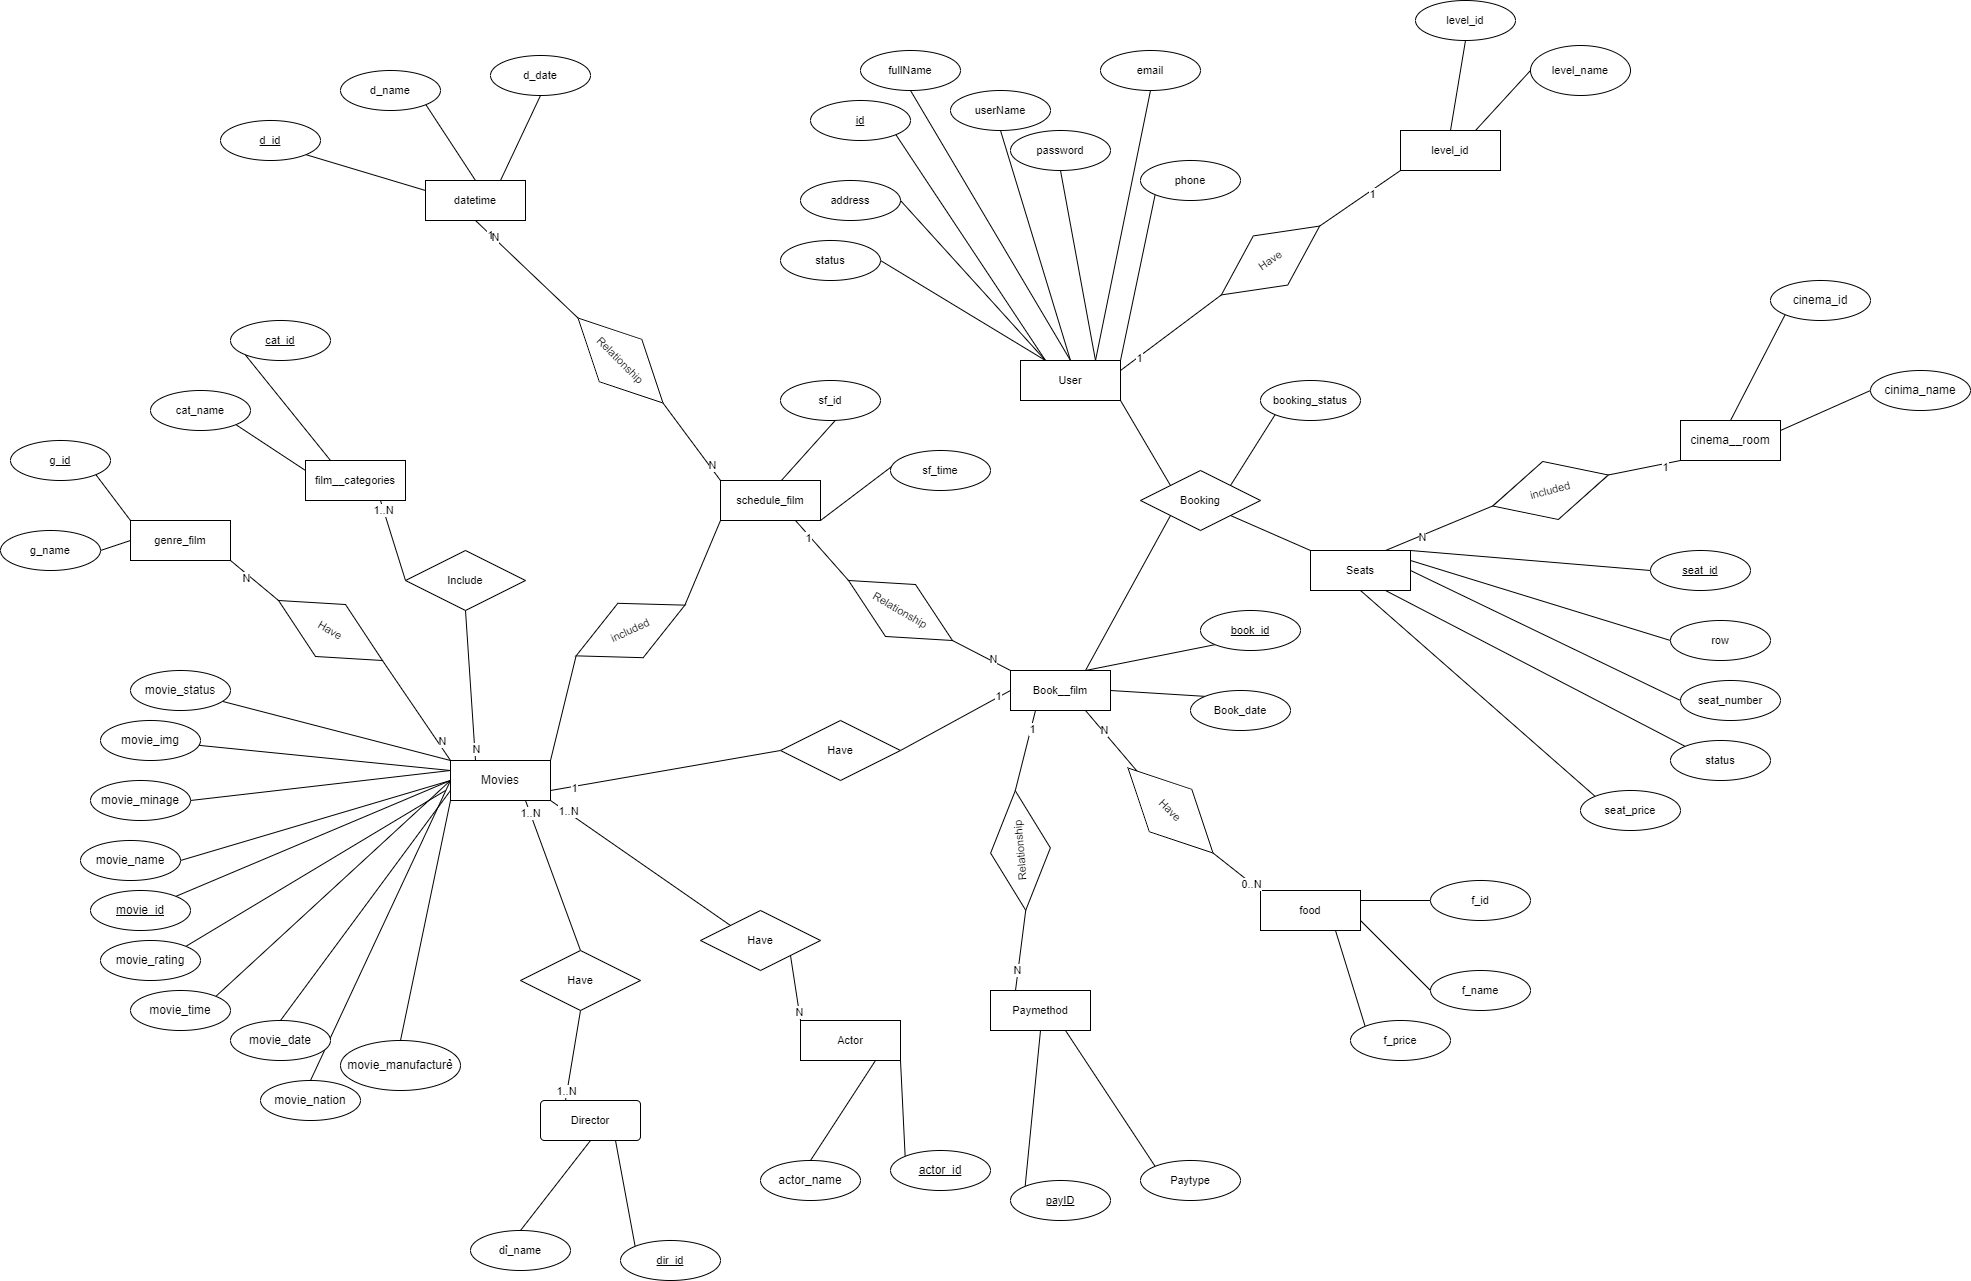 level_id
level_name
d_date
fullName
email
d_name
userName
id
password
d_id
level_id
phone
datetime
address
1
1
N
status
Have
cinema_id
cat_id
Relationship
1
User
cinima_name
sf_id
booking_status
cat_name
cinema__room
g_id
N
sf_time
1
film__categories
included
schedule_film
Booking
1..N
1
N
genre_film
g_name
Seats
seat_id
N
Include
Relationship
Have
included
book_id
row
N
movie_status
Book__film
1
seat_number
Book_date
1
N
movie_img
N
N
Have
status
Movies
1
movie_minage
1..N
1..N
Have
seat_price
Relationship
movie_name
0..N
f_id
movie_id
food
Have
movie_rating
N
Have
f_name
movie_time
N
Paymethod
movie_date
Actor
f_price
movie_manufacturẻ
1..N
movie_nation
Director
actor_name
actor_id
Paytype
payID
dỉ_name
dir_id